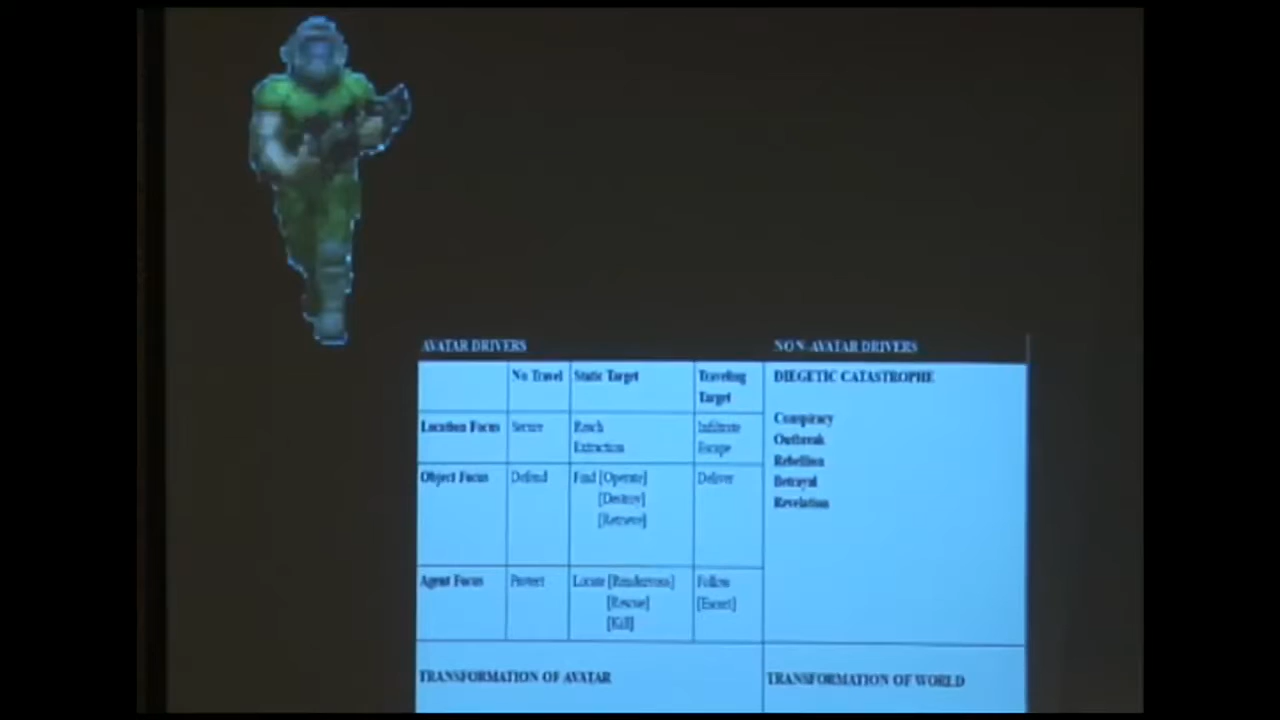 AVATAR DRIVERS
NON-AVATAR DRIVERS
No Travel
Static Target
Traveling
Target
DIEGETIC CATASTROPHE
Location Focus
Secure
Reach
Extraction
Infiltrate
Escape
Conspiracy
Outbreak
Rebellion
Betrayal
Revelation
Object Focus
Defend
Find [Operate]
[Destroy]
[Retrieve]
Deliver
Agent Focus
Protect
Locate [Rendezvous]
[Rescue]
[Kill]
Follow
[Escort]
TRANSFORMATION OF AVATAR
TRANSFORMATION OF WORLD